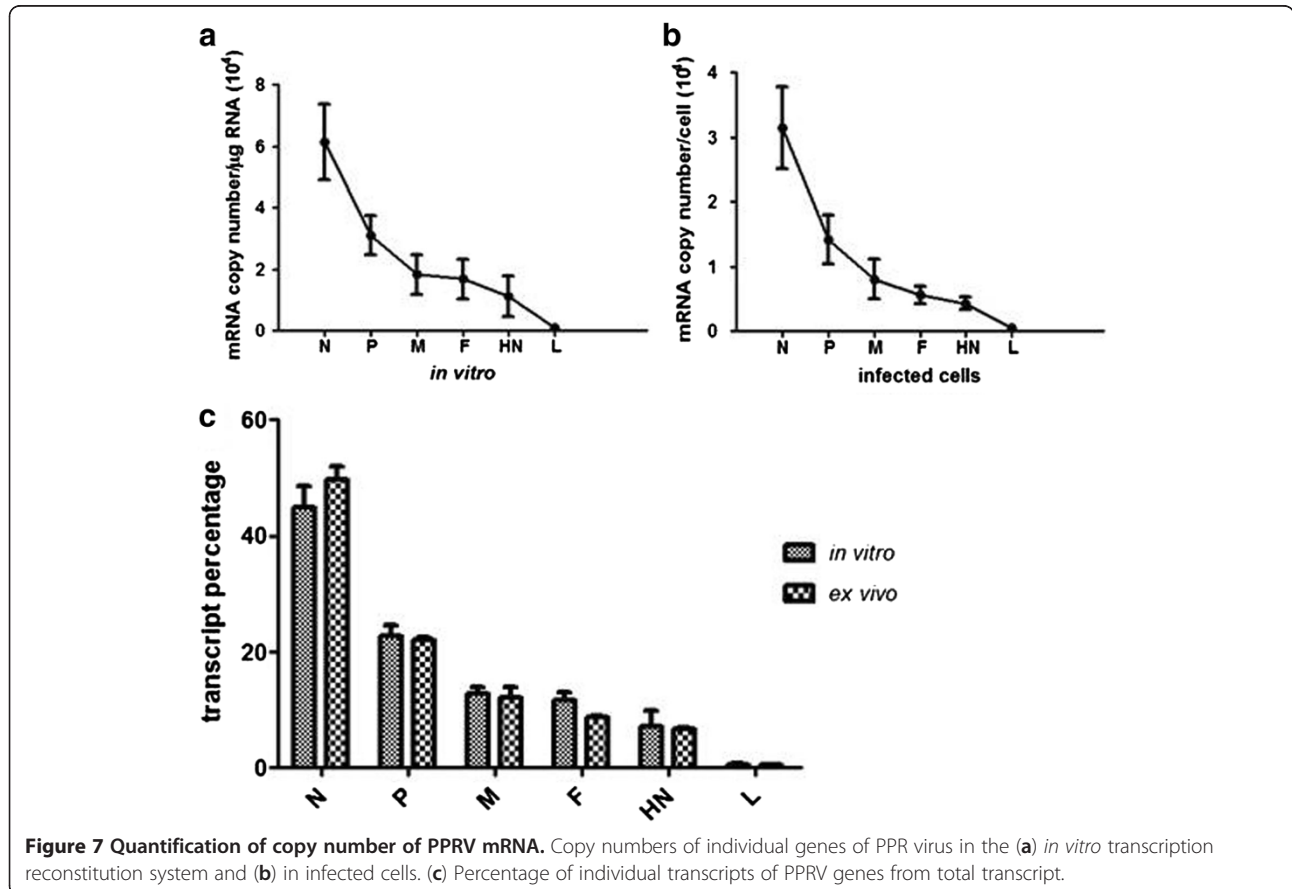 a
mRNA copy number/µg RNA (10⁴)
8
6
4
2
0
N P M F HN L
in vitro
b
mRNA copy number/cell (10⁴)
4
3
2
1
0
N P M F HN L
infected cells
c
transcript percentage
60
40
20
0
N P M F HN L
in vitro
ex vivo
Figure 7 Quantification of copy number of PPRV mRNA. Copy numbers of individual genes of PPR virus in the (a) in vitro transcription
reconstitution system and (b) in infected cells. (c) Percentage of individual transcripts of PPRV genes from total transcript.